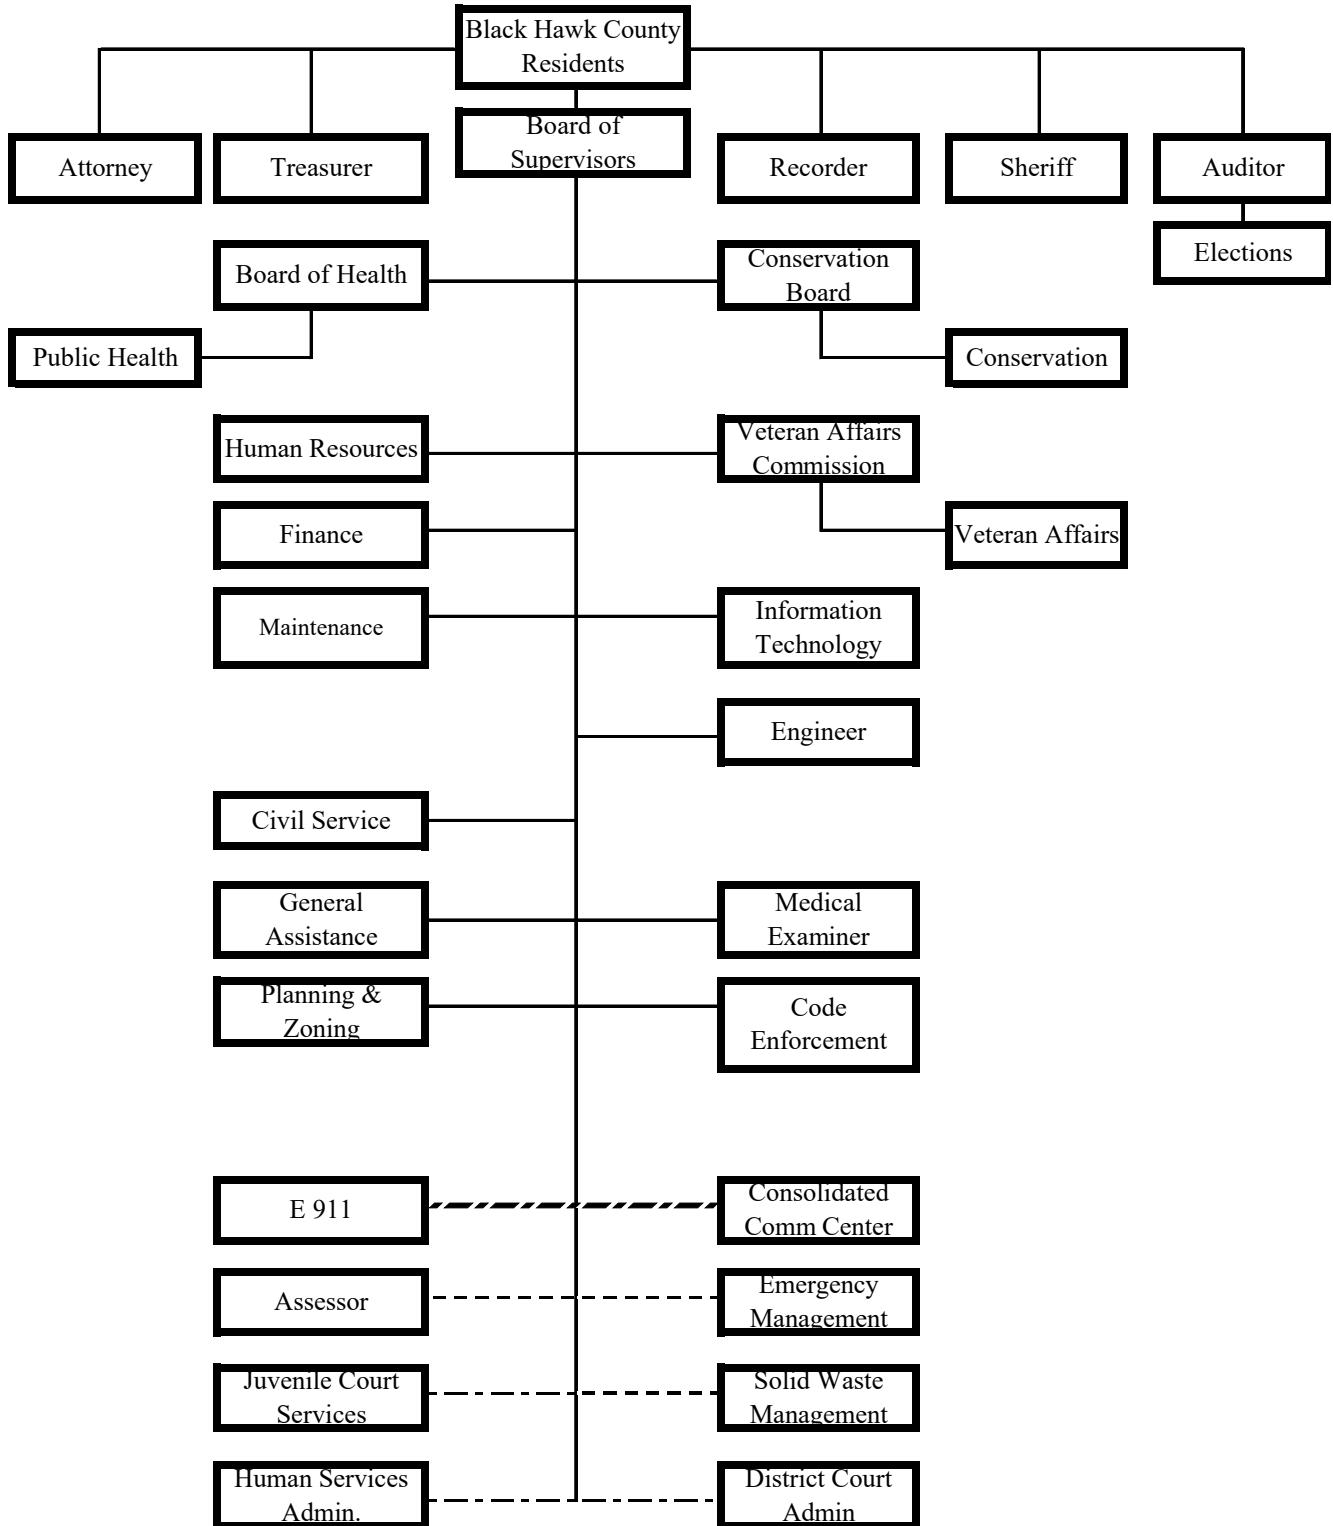 Black Hawk County
Residents
Board of
Supervisors
Attorney
Treasurer
Recorder
Sheriff
Auditor
Elections
Board of Health
Conservation
Board
Public Health
Conservation
Human Resources
Veteran Affairs
Commission
Finance
Veteran Affairs
Maintenance
Information
Technology
Engineer
Civil Service
General
Assistance
Medical
Examiner
Planning &
Zoning
Code
Enforcement
E 911
Consolidated
Comm Center
Assessor
Emergency
Management
Juvenile Court
Services
Solid Waste
Management
Human Services
Admin.
District Court
Admin